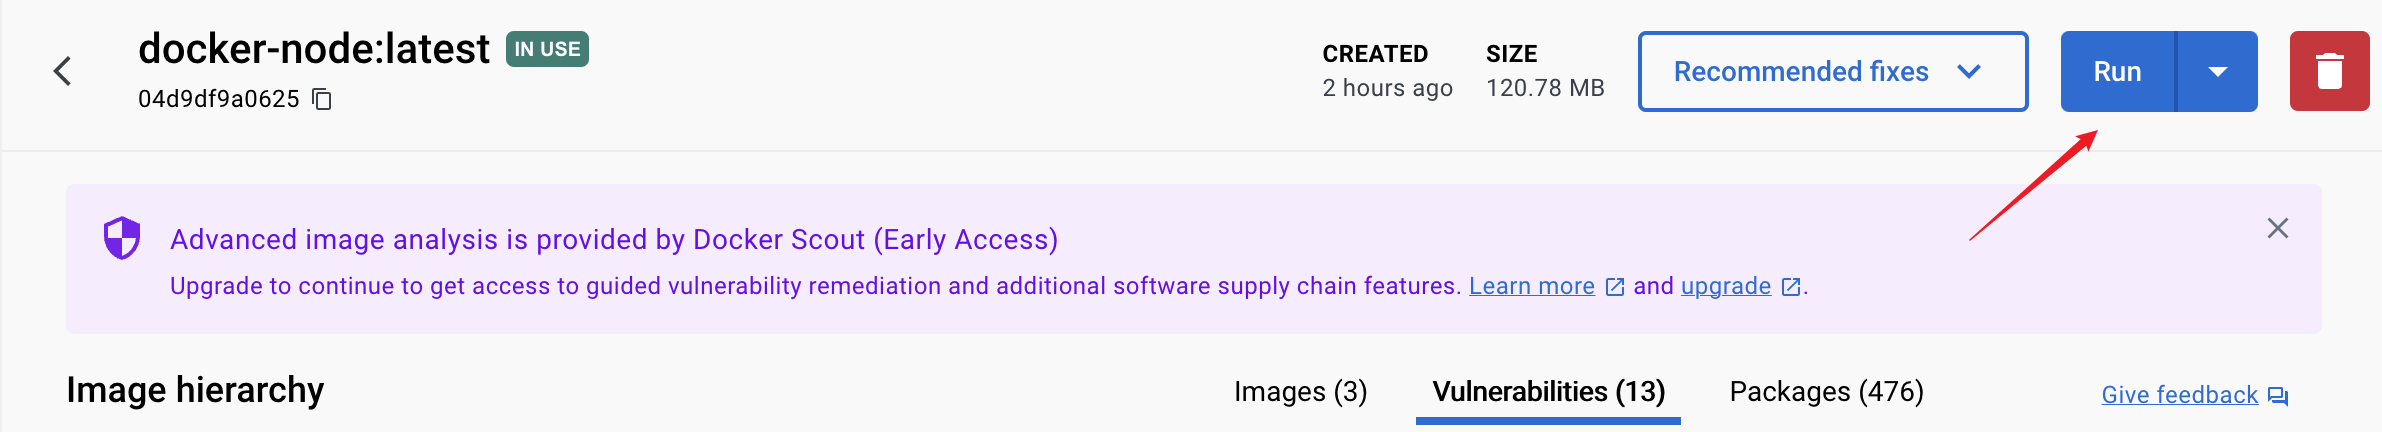 docker-node:latest IN USE
04d9df9a0625
CREATED
2 hours ago
SIZE
120.78 MB
Recommended fixes
Run
Advanced image analysis is provided by Docker Scout (Early Access)
Upgrade to continue to get access to guided vulnerability remediation and additional software supply chain features. Learn more and upgrade.
Image hierarchy
Images (3)
Vulnerabilities (13)
Packages (476)
Give feedback